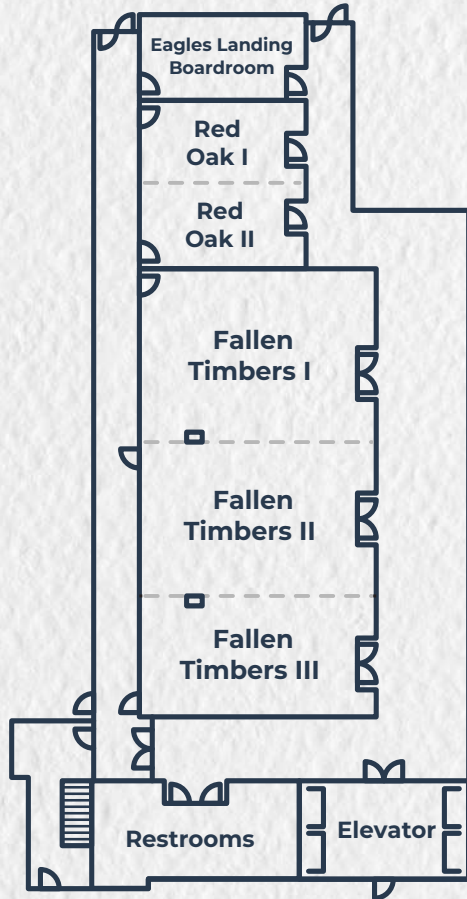 Eagles Landing
Boardroom
Red
Oak I
Red
Oak II
Fallen
Timbers I
Fallen
Timbers II
Fallen
Timbers III
Restrooms
Elevator